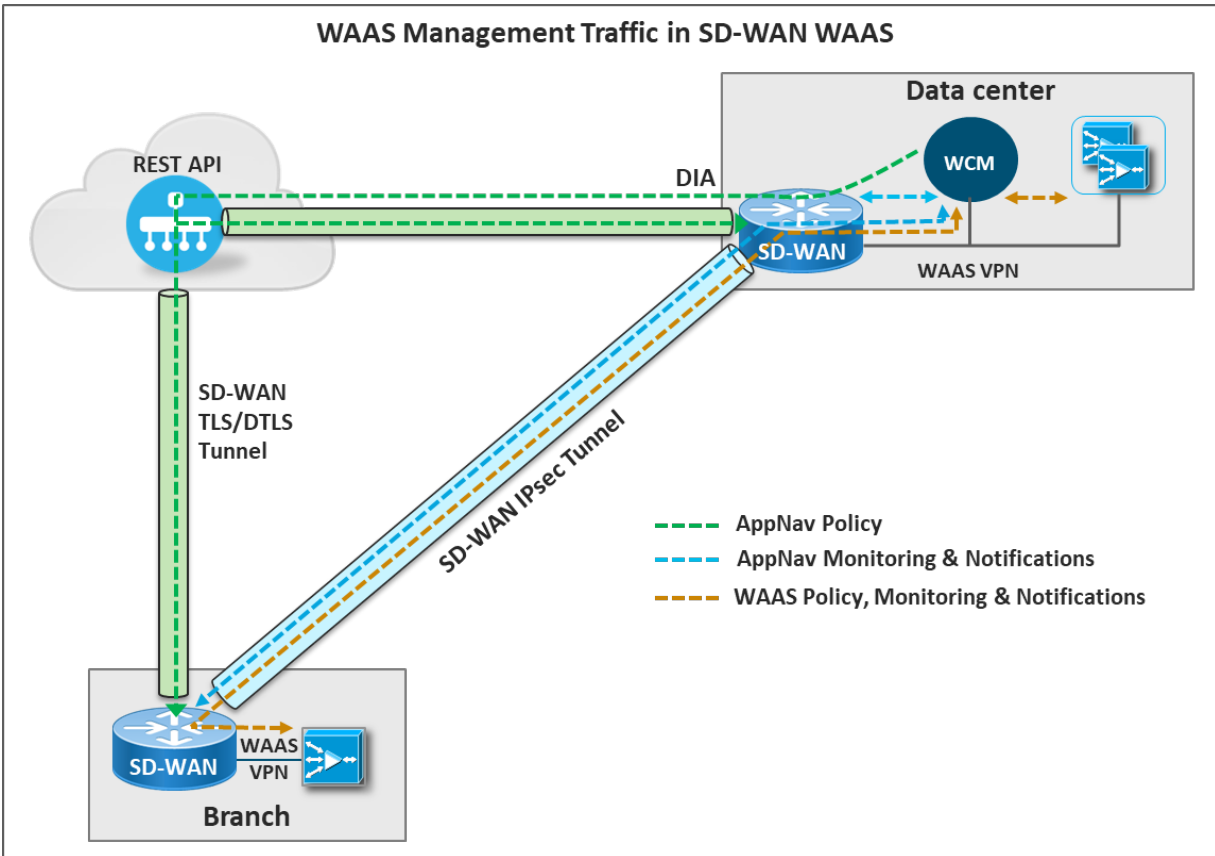 WAAS Management Traffic in SD-WAN WAAS
Data center
REST API
WCM
DIA
SD-WAN
WAAS VPN
SD-WAN
TLS/DTLS
Tunnel
SD-WAN IPsec Tunnel
AppNav Policy
AppNav Monitoring & Notifications
WAAS Policy, Monitoring & Notifications
WAAS
VPN
SD-WAN
Branch